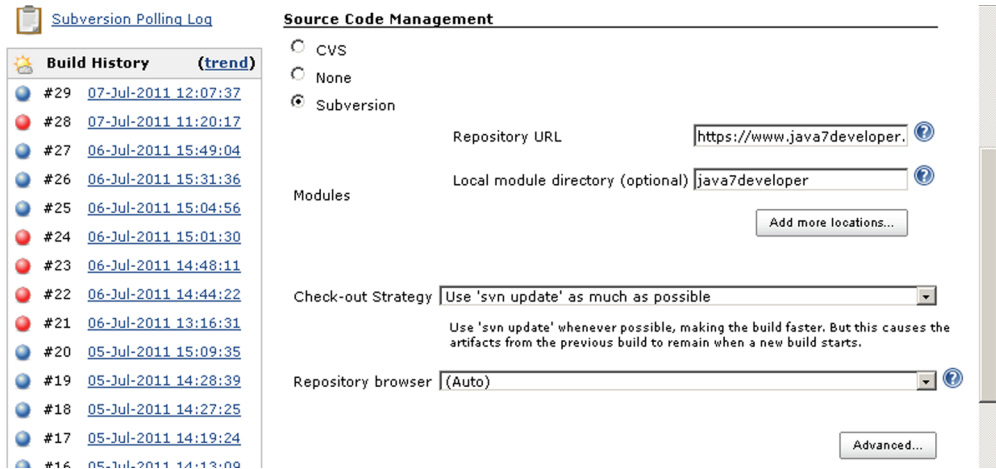 Subversion Polling Log
Build History (trend)
#29 07-Jul-2011 12:07:37
#28 07-Jul-2011 11:20:17
#27 06-Jul-2011 15:49:04
#26 06-Jul-2011 15:31:36
#25 06-Jul-2011 15:04:56
#24 06-Jul-2011 15:01:30
#23 06-Jul-2011 14:48:11
#22 06-Jul-2011 14:44:22
#21 06-Jul-2011 13:16:31
#20 05-Jul-2011 15:09:35
#19 05-Jul-2011 14:28:39
#18 05-Jul-2011 14:27:25
#17 05-Jul-2011 14:19:24
#16 05-Jul-2011 14:13:09
Source Code Management
CVS
None
Subversion
Modules
Repository URL https://www.java7developer.
Local module directory (optional) java7developer
Add more locations...
Check-out Strategy Use 'svn update' as much as possible
Use 'svn update' whenever possible, making the build faster. But this causes the
artifacts from the previous build to remain when a new build starts.
Repository browser (Auto)
Advanced...